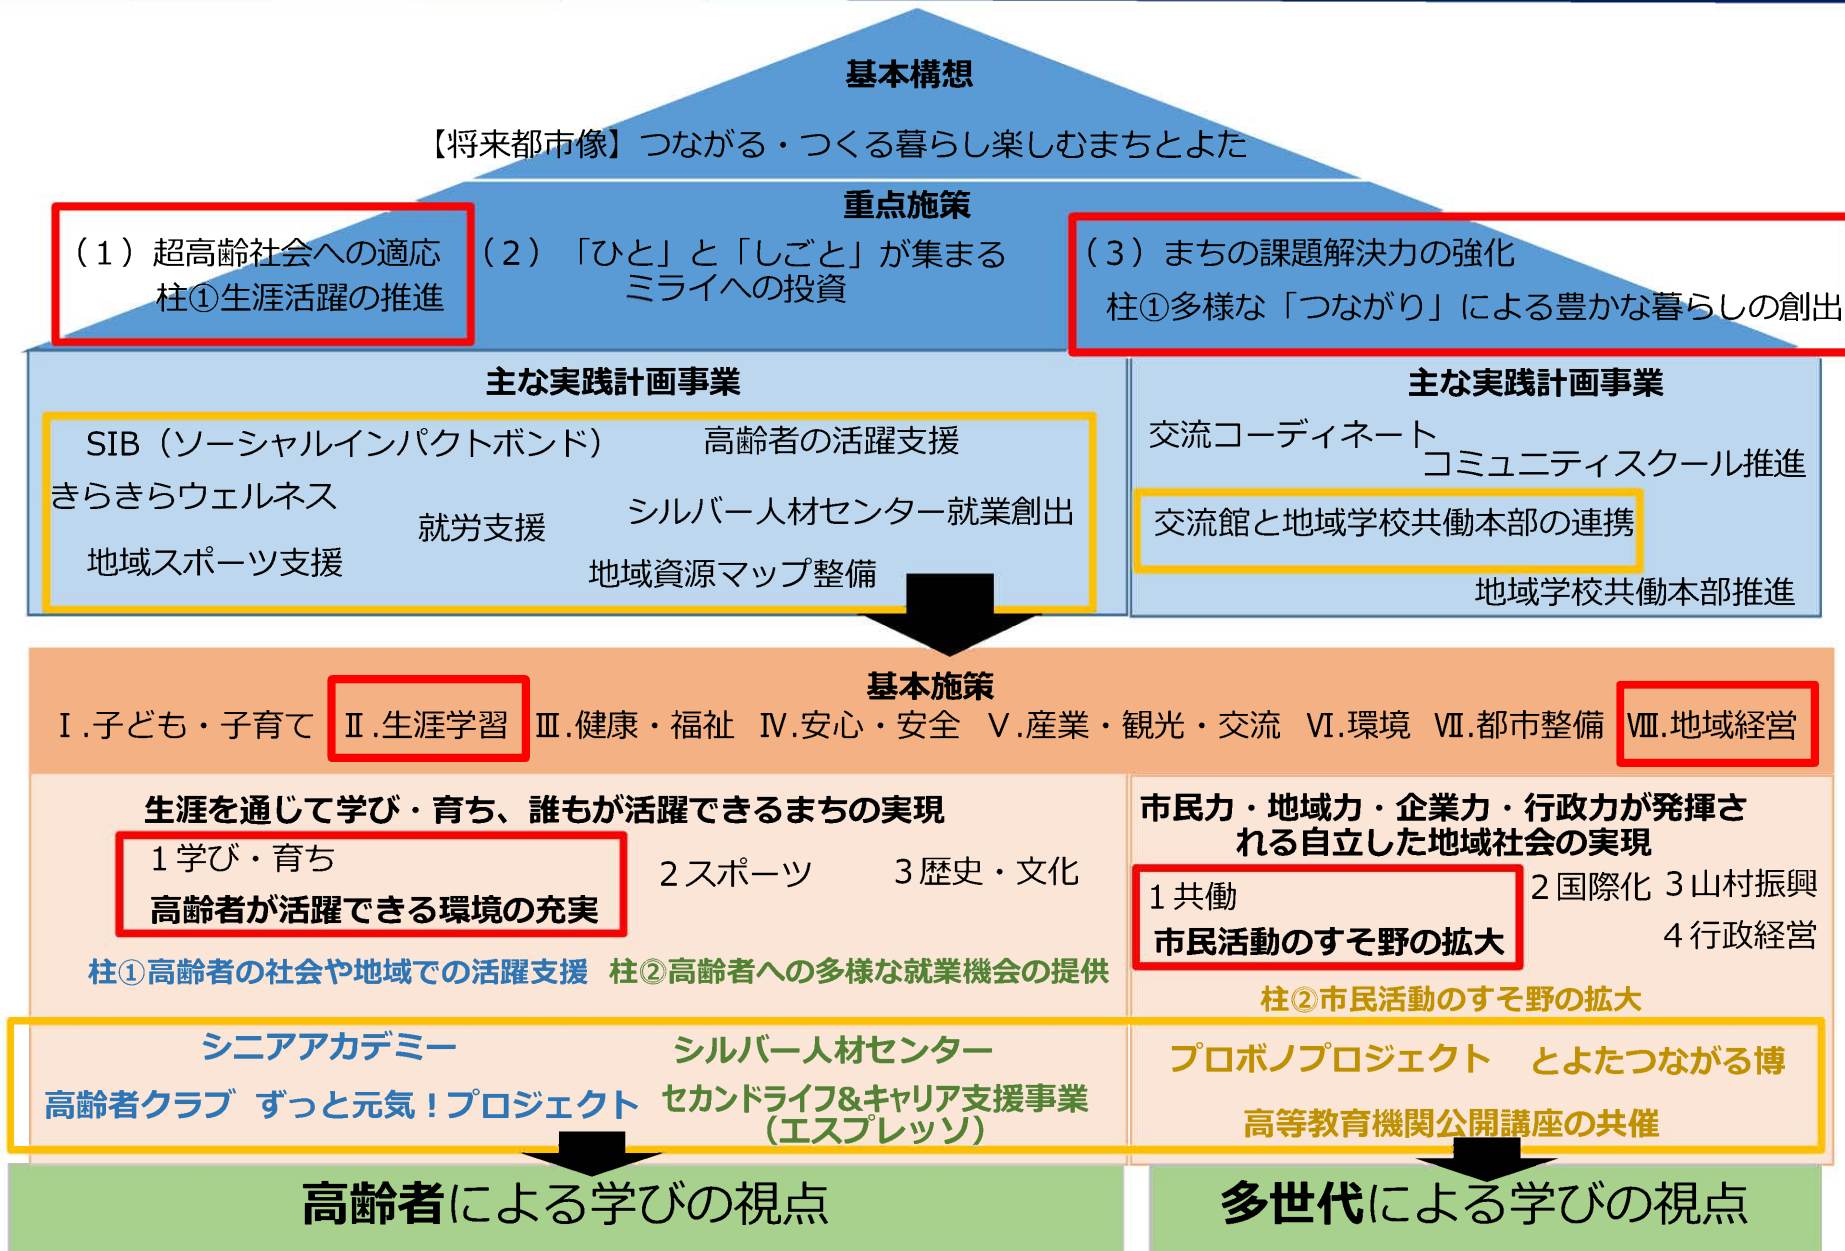 基本構想
【将来都市像】つながる・つくる暮らし楽しむまちとよた
重点施策
（1）超高齢社会への適応
柱①生涯活躍の推進
（2）「ひと」と「しごと」が集まる
ミライへの投資
（3）まちの課題解決力の強化
柱①多様な「つながり」による豊かな暮らしの創出
主な実践計画事業
SIB（ソーシャルインパクトボンド）
高齢者の活躍支援
きらきらウェルネス
就労支援
シルバー人材センター就業創出
地域スポーツ支援
地域資源マップ整備
主な実践計画事業
交流コーディネート
コミュニティスクール推進
交流館と地域学校共働本部の連携
地域学校共働本部推進
基本施策
Ⅰ.子ども・子育て Ⅱ.生涯学習 Ⅲ.健康・福祉 Ⅳ.安心・安全 Ⅴ.産業・観光・交流 Ⅵ.環境 Ⅶ.都市整備 Ⅷ.地域経営
生涯を通じて学び・育ち、誰もが活躍できるまちの実現
1学び・育ち
高齢者が活躍できる環境の充実
2スポーツ
3歴史・文化
柱①高齢者の社会や地域での活躍支援
柱②高齢者への多様な就業機会の提供
シニアアカデミー
高齢者クラブ ずっと元気！プロジェクト
シルバー人材センター
セカンドライフ&キャリア支援事業
（エスプレッソ）
市民力・地域力・企業力・行政力が発揮さ
れる自立した地域社会の実現
1共働
市民活動のすそ野の拡大
2国際化 3山村振興
4行政経営
柱②市民活動のすそ野の拡大
プロボノプロジェクト とよたつながる博
高等教育機関公開講座の共催
高齢者による学びの視点
多世代による学びの視点